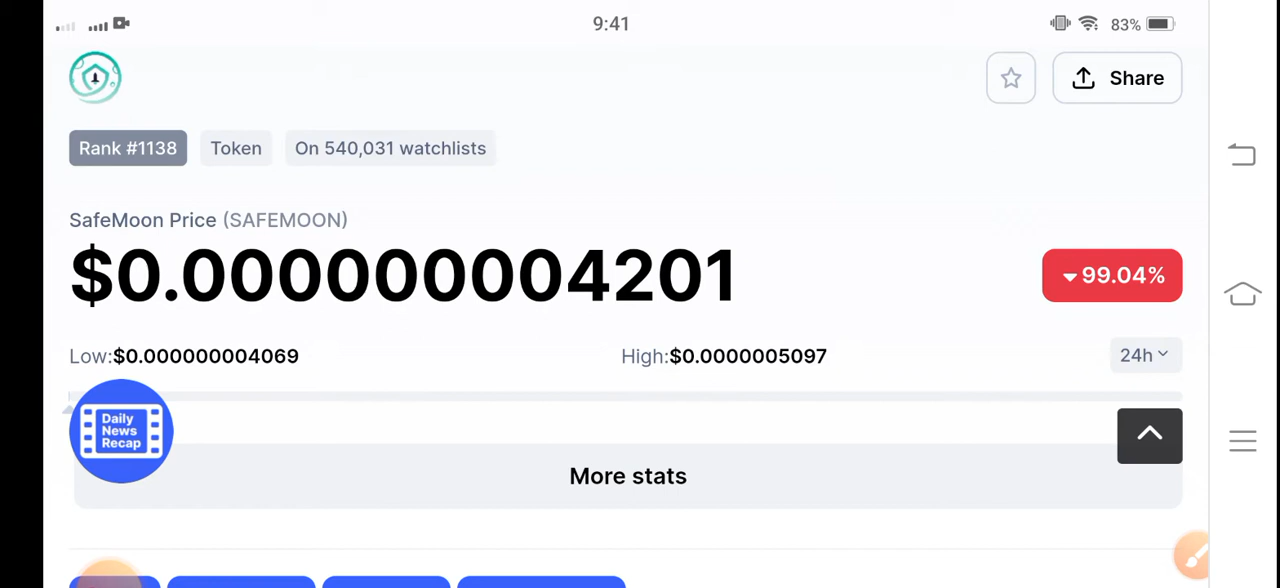 9:41
83%
Share
Rank #1138
Token
On 540,031 watchlists
SafeMoon Price (SAFEMOON)
$0.000000004201
99.04%
Low:$0.000000004069
High:$0.0000005097
24h
Daily
News
Recap
More stats